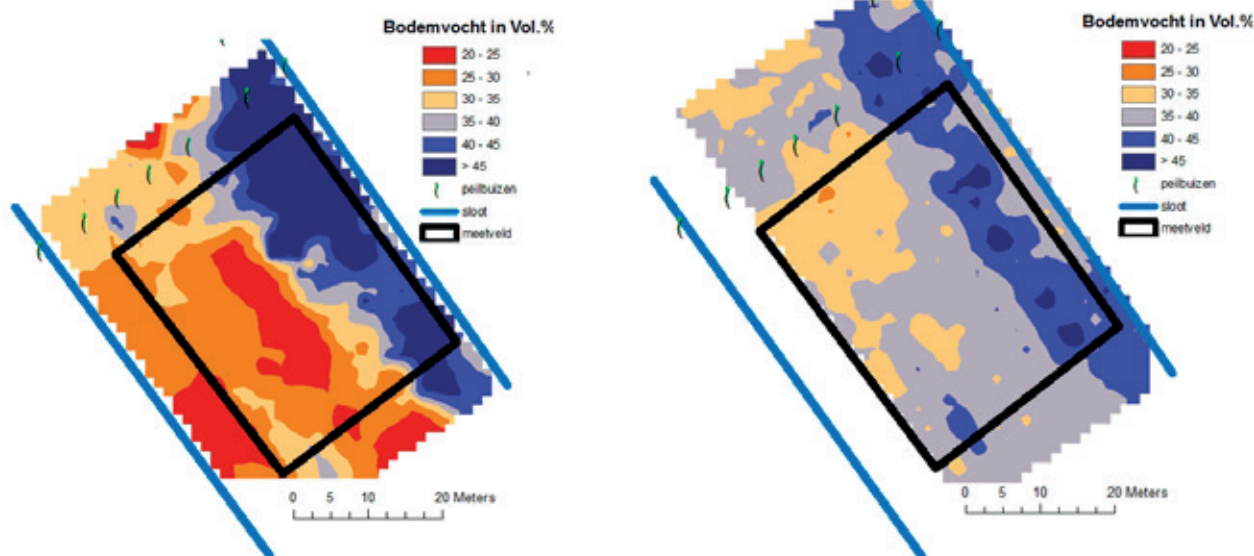 Bodemvocht in Vol.%
20 - 25
25 - 30
30 - 35
35 - 40
40 - 45
> 45
peilbuizen
sloot
meetveld
0 5 10 20 Meters
Bodemvocht in Vol.%
20 - 25
25 - 30
30 - 35
35 - 40
40 - 45
> 45
peilbuizen
sloot
meetveld
0 5 10 20 Meters